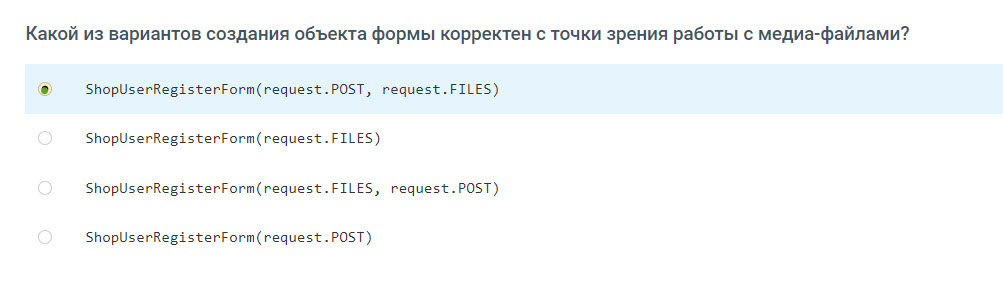 Какой из вариантов создания объекта формы корректен с точки зрения работы с медиа-файлами?
ShopUserRegisterForm(request.POST, request.FILES)
ShopUserRegisterForm(request.FILES)
ShopUserRegisterForm(request.FILES, request.POST)
ShopUserRegisterForm(request.POST)